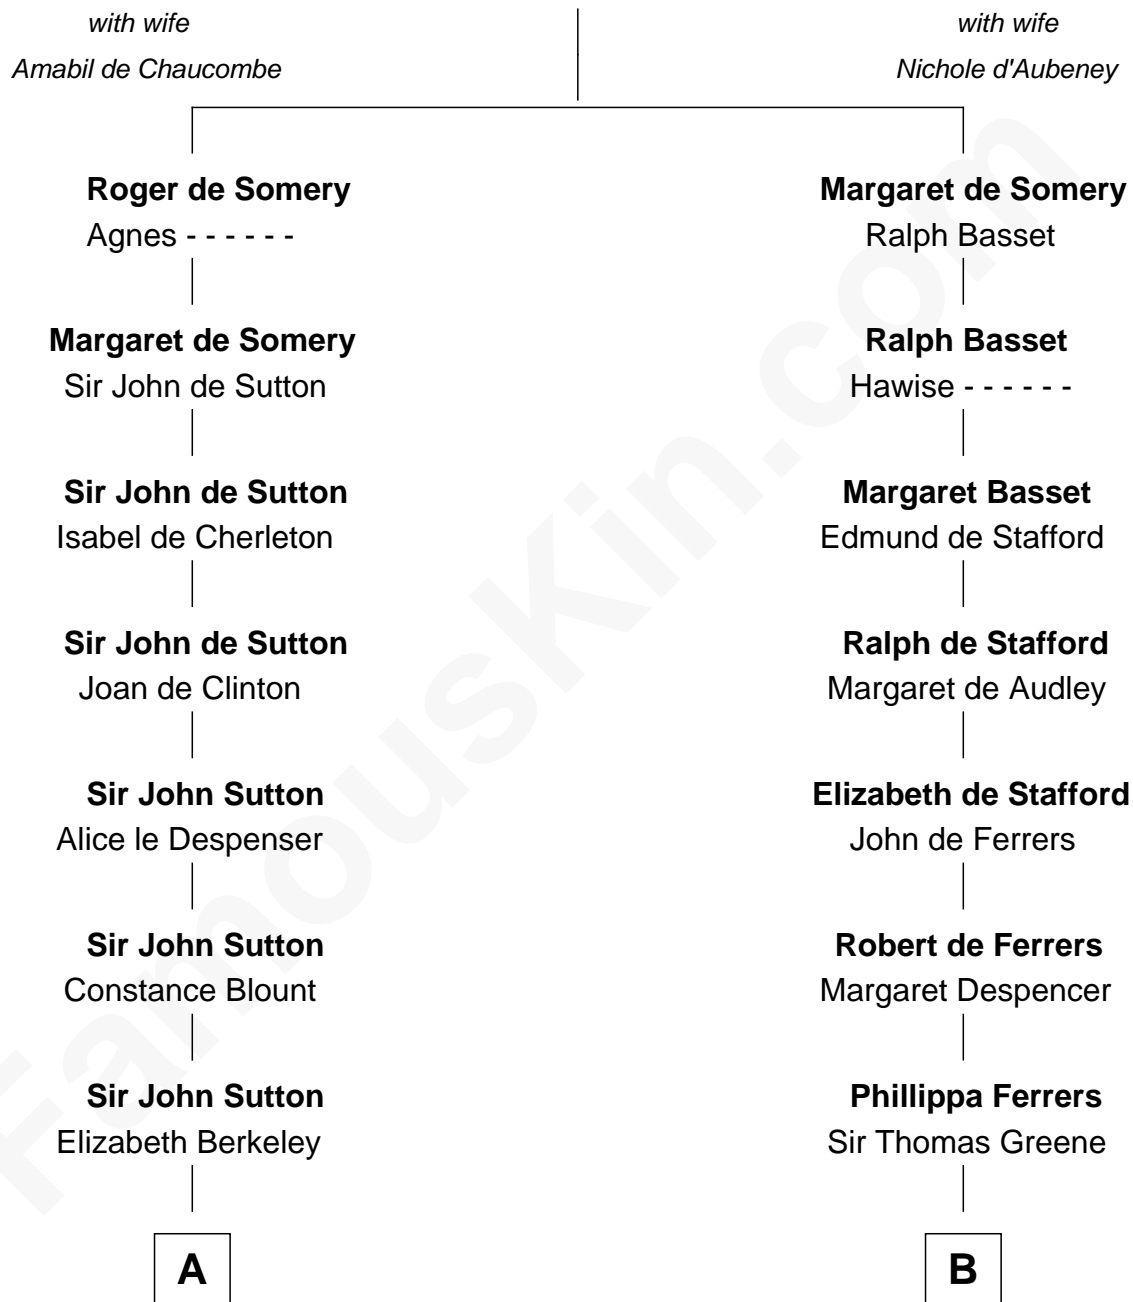 with wife
Amabil de Chaucombe
with wife
Nichole d'Aubeney
Roger de Somery
Agnes - - - - - -
Margaret de Somery
Ralph Basset
Margaret de Somery
Sir John de Sutton
Ralph Basset
Hawise - - - - - -
Sir John de Sutton
Isabel de Cherleton
Margaret Basset
Edmund de Stafford
Sir John de Sutton
Joan de Clinton
Ralph de Stafford
Margaret de Audley
Sir John Sutton
Alice le Despenser
Elizabeth de Stafford
John de Ferrers
Sir John Sutton
Constance Blount
Robert de Ferrers
Margaret Despencer
Sir John Sutton
Elizabeth Berkeley
Phillippa Ferrers
Sir Thomas Greene
A
B
FamousKin.com